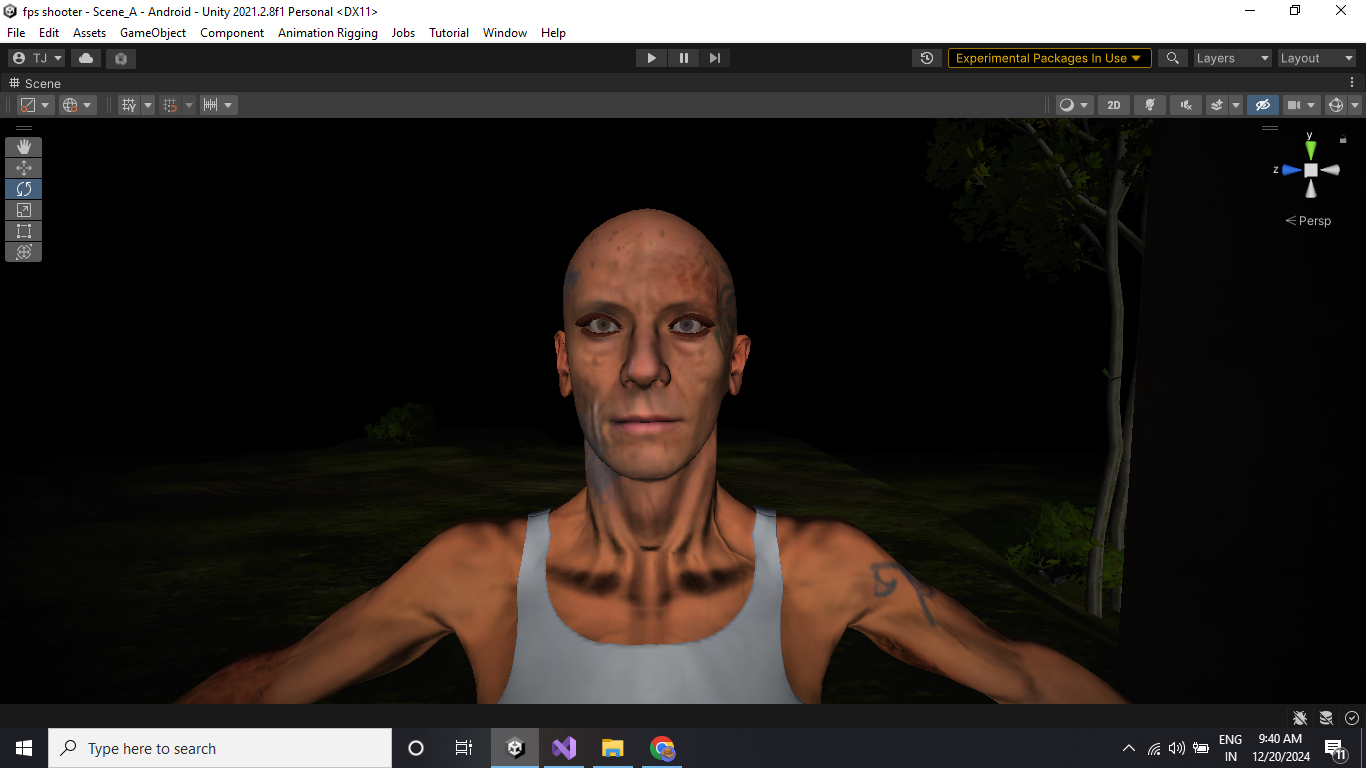 fps shooter - Scene_A - Android - Unity 2021.2.8f1 Personal <DX11>
File Edit Assets GameObject Component Animation Rigging Jobs Tutorial Window Help
TJ Experimental Packages In Use Layers Layout
Scene
2D
y
z
Persp
Type here to search
ENG
IN
9:40 AM
12/20/2024
11